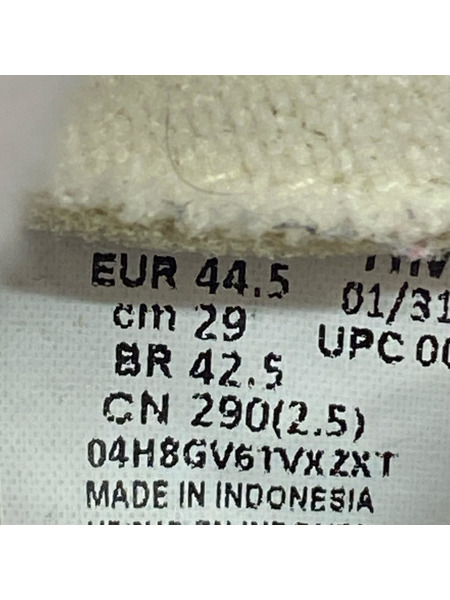 EUR 44.5
cm 29
BR 42.5
CN 290(2.5)
04H8GV61VXZXT
MADE IN INDONESIA
01/31
UPC 00